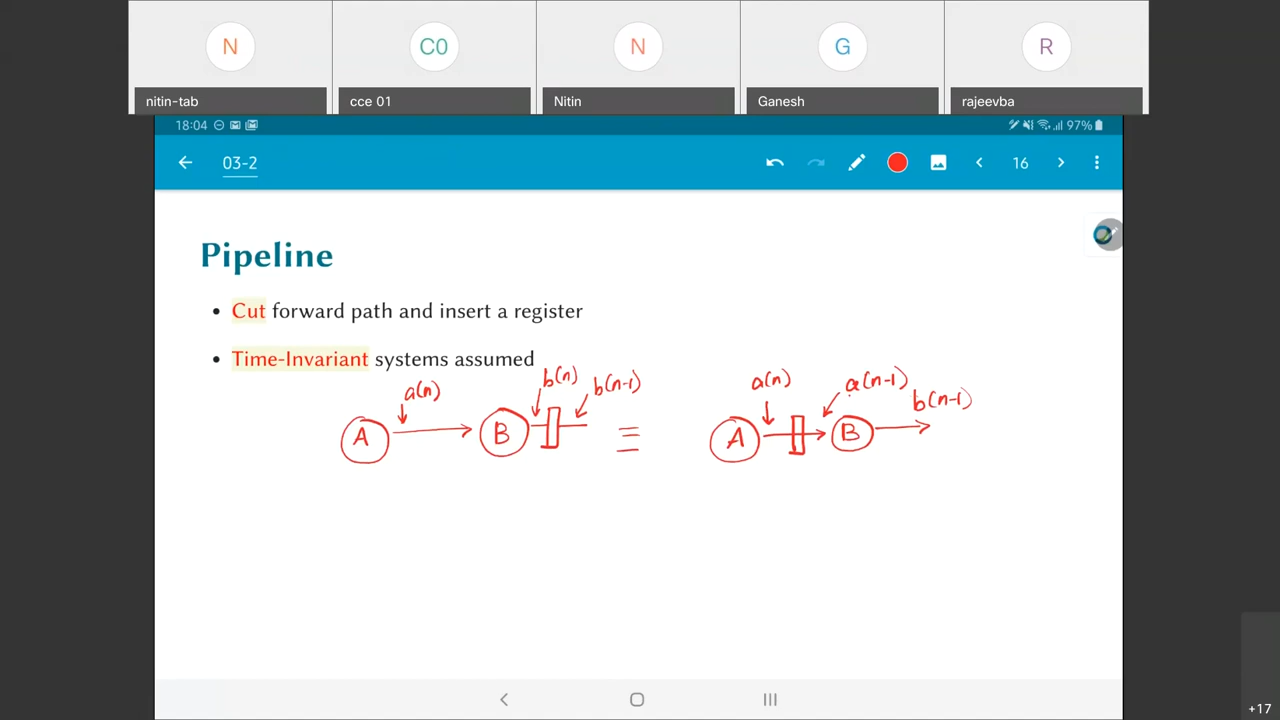 N C0 N G R
nitin-tab cce 01 Nitin Ganesh rajeevba
18:04 97%
03-2 16
Pipeline
• Cut forward path and insert a register
• Time-Invariant systems assumed
a(n) b(n) b(n-1) a(n) a(n-1) b(n-1)
A B ≡ A B
+17